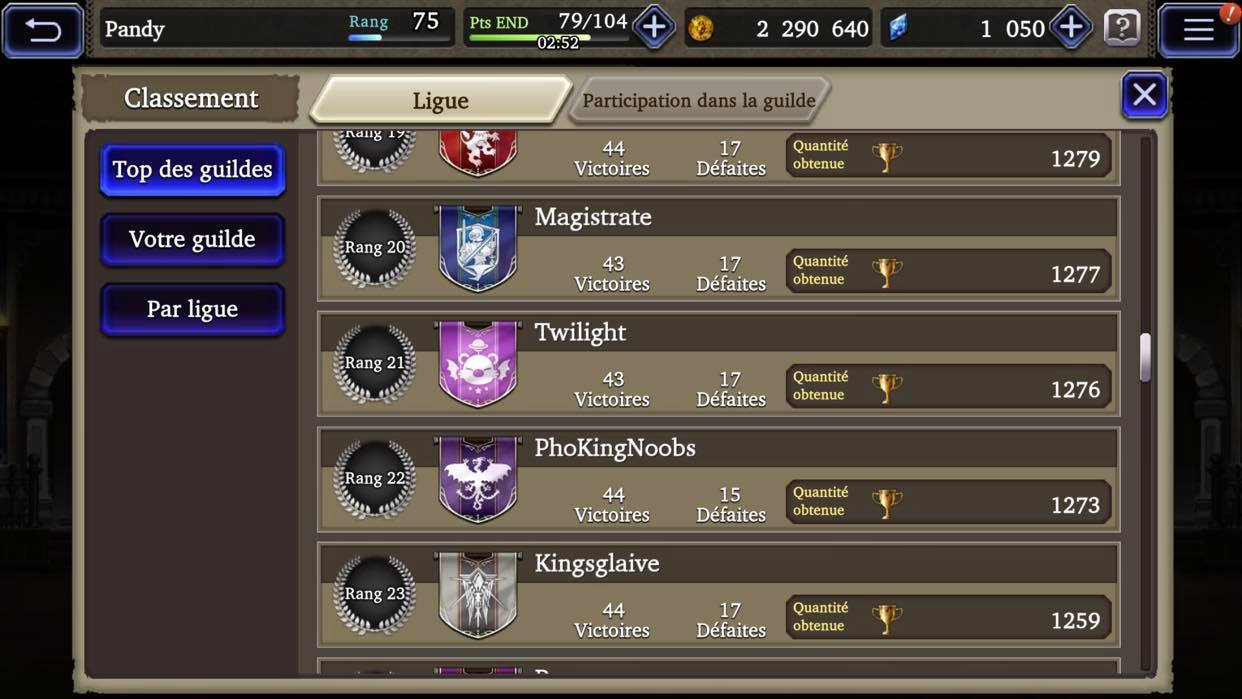 Pandy
Rang 75
Pts END 79/104
02:52
2 290 640
1 050
?
!
Classement
Ligue
Participation dans la guilde
Top des guildes
Votre guilde
Par ligue
Rang 19
44
Victoires
17
Défaites
Quantité
obtenue
1279
Rang 20
Magistrate
43
Victoires
17
Défaites
Quantité
obtenue
1277
Rang 21
Twilight
43
Victoires
17
Défaites
Quantité
obtenue
1276
Rang 22
PhoKingNoobs
44
Victoires
15
Défaites
Quantité
obtenue
1273
Rang 23
Kingsglaive
44
Victoires
17
Défaites
Quantité
obtenue
1259